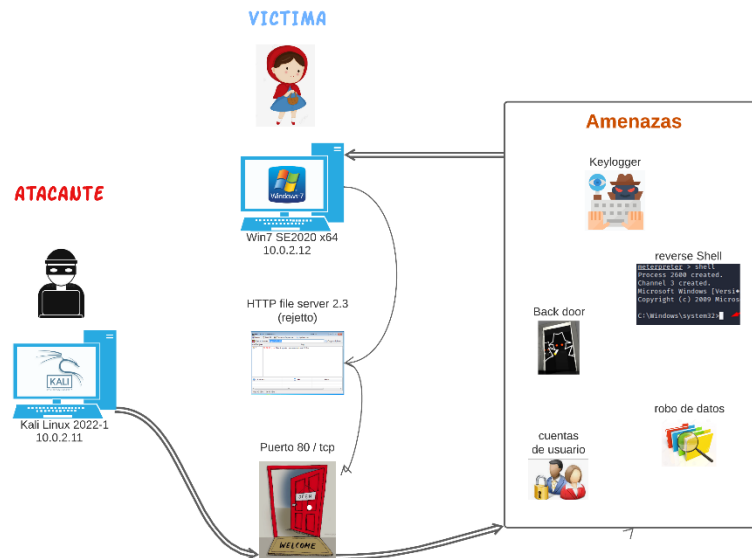 VICTIMA
Amenazas
Keylogger
Windows 7
ATACANTE
Win7 SE2020 x64
10.0.2.12
reverse Shell
meterpreter > shell
Process 2600 created.
Channel 3 created.
Microsoft Windows [Versi
Copyright (c) 2009 Micros
C:\Windows\system32>
HTTP file server 2.3
(rejetto)
Back door
KALI
Kali Linux 2022-1
10.0.2.11
robo de datos
Puerto 80 / tcp
cuentas
de usuario
OPEN
WELCOME